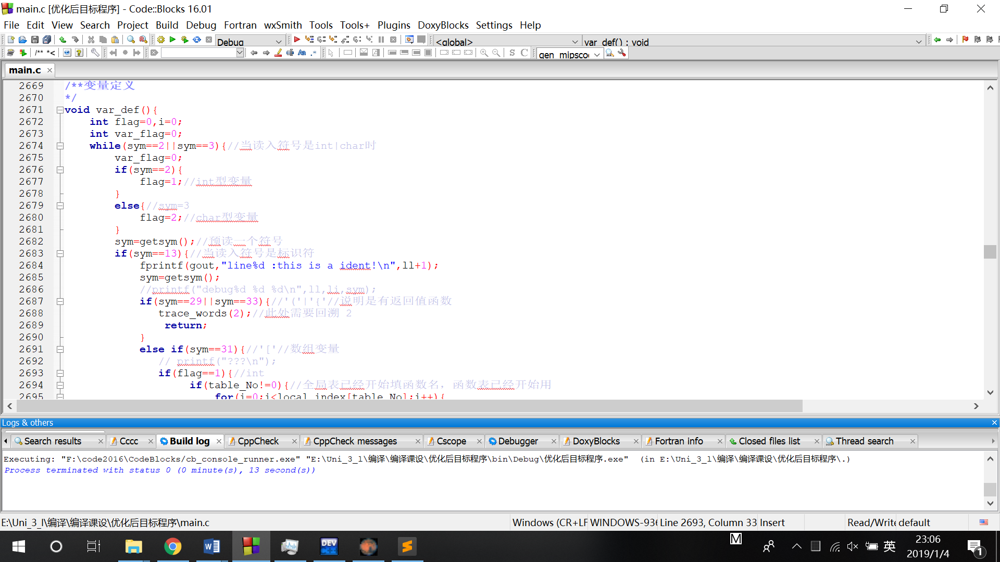 main.c [优化后目标程序] - Code::Blocks 16.01
File Edit View Search Project Build Debug Fortran wxSmith Tools Tools+ Plugins DoxyBlocks Settings Help
Debug <global> var_def() : void
/** *< Aa .* S C gen_mipscod
main.c
2669 /**变量定义
2670 */
2671 void var_def(){
2672 int flag=0,i=0;
2673 int var_flag=0;
2674 while(sym==2||sym==3){//当读入符号是int|char时
2675 var_flag=0;
2676 if(sym==2){
2677 flag=1;//int型变量
2678 }
2679 else{//sym=3
2680 flag=2;//char型变量
2681 }
2682 sym=getsym();//预读一个符号
2683 if(sym==13){//当读入符号是标识符
2684 fprintf(gout,"line%d :this is a ident!\n",ll+1);
2685 sym=getsym();
2686 //printf("debug%d %d %d\n",ll,li,sym);
2687 if(sym==29||sym==33){//'('|'{'//说明是有返回值函数
2688 trace_words(2);//此处需要回溯 2
2689 return;
2690 }
2691 else if(sym==31){//'['//数组变量
2692 // printf("???\n");
2693 if(flag==1){//int
2694 if(table_No!=0){//全局表已经开始填函数名，函数表已经开始用
2695 for(i=0;i<local_index[table_No];i++){
Logs & others
Search results Cccc Build log CppCheck CppCheck messages Cscope Debugger DoxyBlocks Fortran info Closed files list Thread search
Executing: "F:\code2016\CodeBlocks/cb_console_runner.exe" "E:\Uni_3_l\编译\编译课设\优化后目标程序\bin\Debug\优化后目标程序.exe" (in E:\Uni_3_l\编译\编译课设\优化后目标程序\.)
Process terminated with status 0 (0 minute(s), 13 second(s))
E:\Uni_3_l\编译\编译课设\优化后目标程序\main.c Windows (CR+LF WINDOWS-936 Line 2693, Column 33 Insert Read/Write default
M 英 23:06
2019/1/4
1